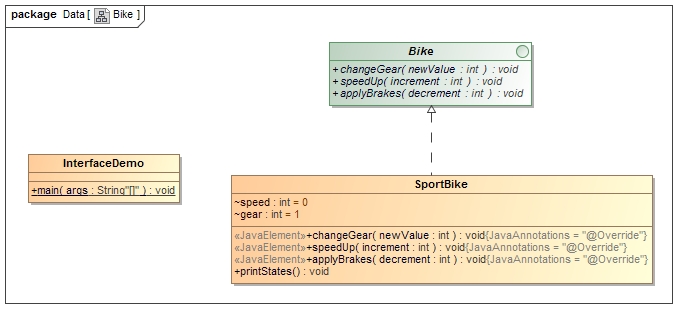 package Data [ Bike ]
Bike
+ changeGear( newValue : int ) : void
+ speedUp( increment : int ) : void
+ applyBrakes( decrement : int ) : void
InterfaceDemo
+main( args : String"[]" ) : void
SportBike
~speed : int = 0
~gear : int = 1
«JavaElement»+changeGear( newValue : int ) : void{JavaAnnotations = "@Override"}
«JavaElement»+speedUp( increment : int ) : void{JavaAnnotations = "@Override"}
«JavaElement»+applyBrakes( decrement : int ) : void{JavaAnnotations = "@Override"}
+printStates() : void